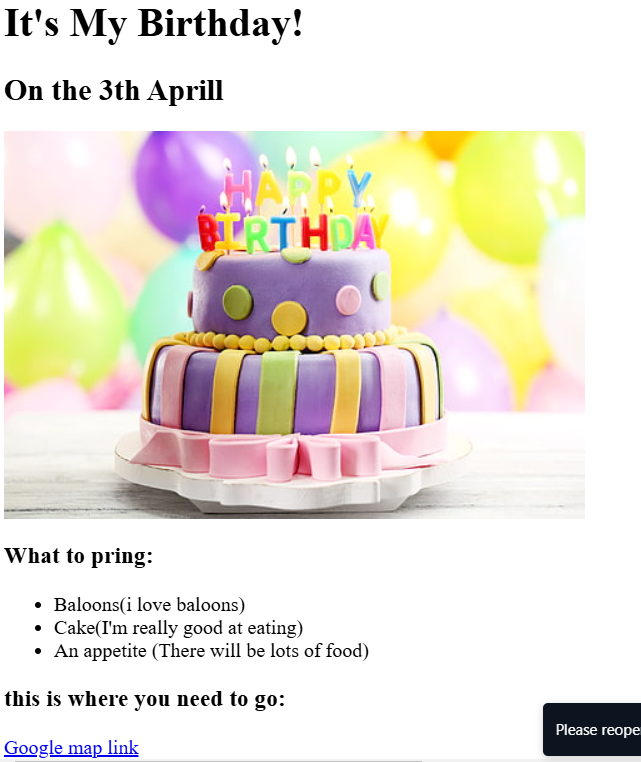 It's My Birthday!
On the 3th Aprill
HAPPY
BIRTHDAY
What to pring:
Baloons(i love baloons)
Cake(I'm really good at eating)
An appetite (There will be lots of food)
this is where you need to go:
Please
Google map link